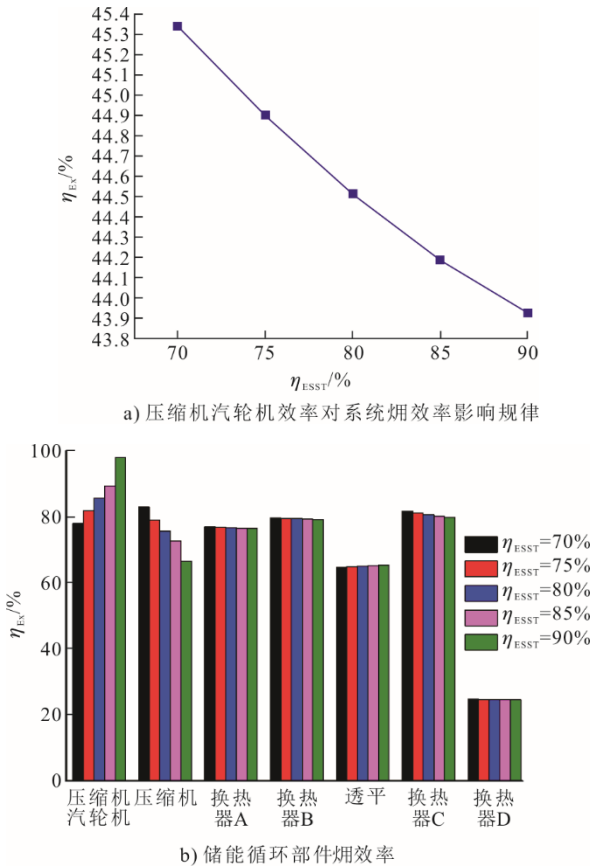 45.4
45.3
45.2
45.1
45.0
44.9
44.8
44.7
44.6
44.5
44.4
44.3
44.2
44.1
44.0
43.9
43.8
η_Ex/%
70 75 80 85 90
η_ESST/%
a) 压缩机汽轮机效率对系统㶲效率影响规律
100
80
60
40
20
0
η_Ex/%
η_ESST=70%
η_ESST=75%
η_ESST=80%
η_ESST=85%
η_ESST=90%
压缩机 压缩机 换热 换热 透平 换热 换热
汽轮机 器A 器B 器C 器D
b) 储能循环部件㶲效率